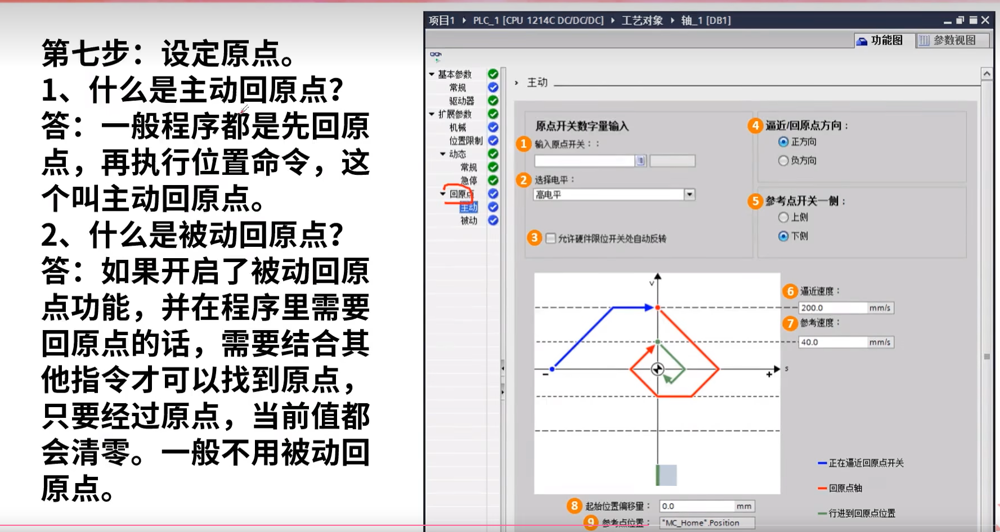 第七步：设定原点。
1、什么是主动回原点？
答：一般程序都是先回原
点，再执行位置命令，这
个叫主动回原点。
2、什么是被动回原点？
答：如果开启了被动回原
点功能，并在程序里需要
回原点的话，需要结合其
他指令才可以找到原点，
只要经过原点，当前值都
会清零。一般不用被动回
原点。
项目1 ▸ PLC_1 [CPU 1214C DC/DC/DC] ▸ 工艺对象 ▸ 轴_1 [DB1]
功能图 参数视图
基本参数
常规
驱动器
扩展参数
机械
位置限制
动态
常规
急停
回原点
主动
被动
主动
原点开关数字量输入
1 输入原点开关：：
2 选择电平：
高电平
3 允许硬件限位开关处自动反转
4 逼近/回原点方向：
正方向
负方向
5 参考点开关一侧：
上侧
下侧
v
- + s
6 逼近速度：
200.0 mm/s
7 参考速度：
40.0 mm/s
正在逼近回原点开关
回原点轴
行进到回原点位置
8 起始位置偏移量： 0.0 mm
9 参考点位置： "MC_Home".Position